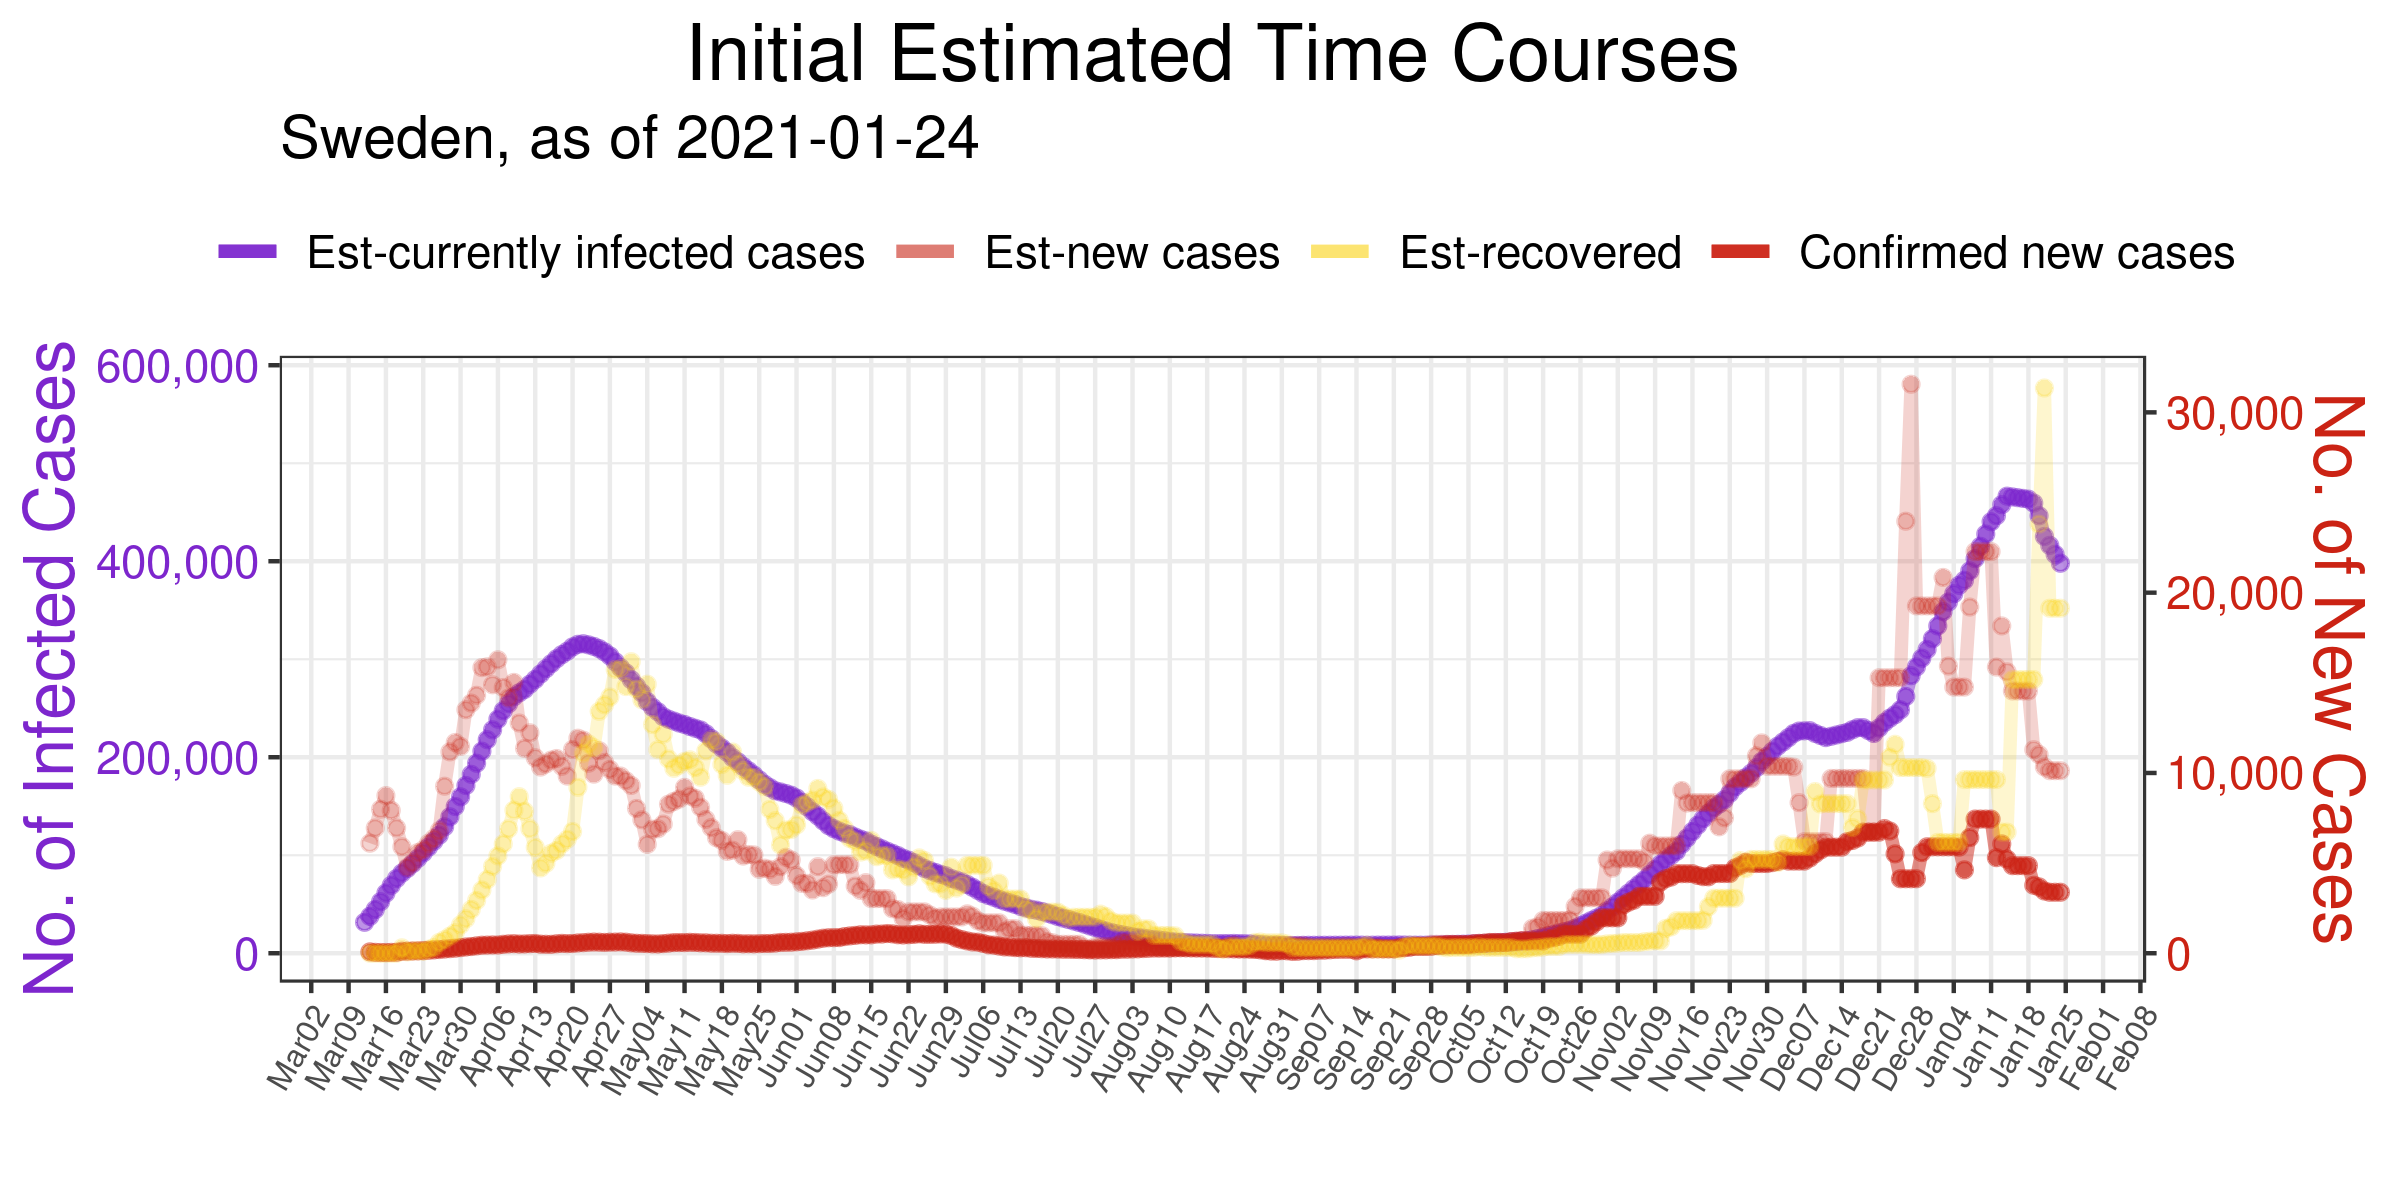 Initial Estimated Time Courses
Sweden, as of 2021-01-24
Est-currently infected cases
Est-new cases
Est-recovered
Confirmed new cases
No. of Infected Cases
600,000
400,000
200,000
0
30,000
20,000
10,000
0
No. of New Cases
Mar02
Mar09
Mar16
Mar23
Mar30
Apr06
Apr13
Apr20
Apr27
May04
May11
May18
May25
Jun01
Jun08
Jun15
Jun22
Jun29
Jul06
Jul13
Jul20
Jul27
Aug03
Aug10
Aug17
Aug24
Aug31
Sep07
Sep14
Sep21
Sep28
Oct05
Oct12
Oct19
Oct26
Nov02
Nov09
Nov16
Nov23
Nov30
Dec07
Dec14
Dec21
Dec28
Jan04
Jan11
Jan18
Jan25
Feb01
Feb08